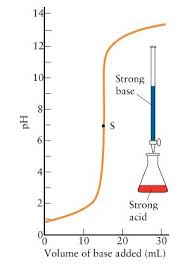 14
12
10
8
6
4
2
0
pH
S
Strong
base
Strong
acid
0
10
20
30
Volume of base added (mL)